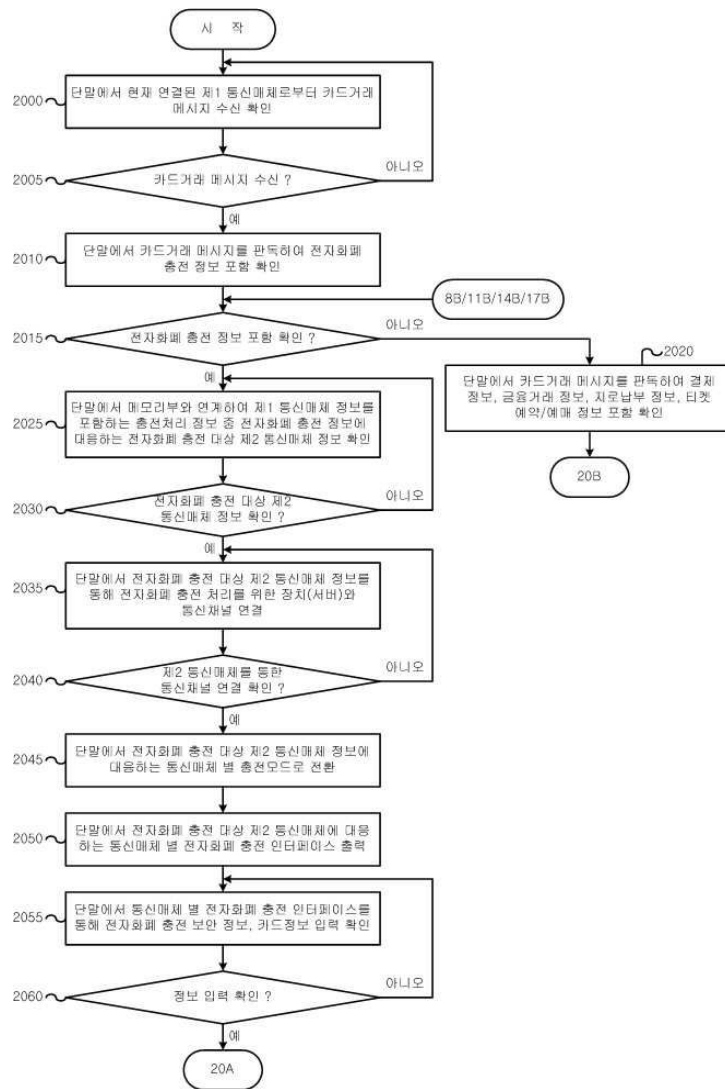 시 작
2000
단말에서 현재 연결된 제1 통신매체로부터 카드거래
메시지 수신 확인
2005
카드거래 메시지 수신 ?
아니오
예
2010
단말에서 카드거래 메시지를 판독하여 전자화폐
충전 정보 포함 확인
8B/11B/14B/17B
2015
전자화폐 충전 정보 포함 확인 ?
아니오
예
2020
단말에서 카드거래 메시지를 판독하여 결제
정보, 금융거래 정보, 지로납부 정보, 티켓
예약/예매 정보 포함 확인
20B
2025
단말에서 메모리부와 연계하여 제1 통신매체 정보를
포함하는 충전처리 정보 중 전자화폐 충전 정보에
대응하는 전자화폐 충전 대상 제2 통신매체 정보 확인
2030
전자화폐 충전 대상 제2
통신매체 정보 확인 ?
아니오
예
2035
단말에서 전자화폐 충전 대상 제2 통신매체 정보를
통해 전자화폐 충전 처리를 위한 장치(서버)와
통신채널 연결
2040
제2 통신매체를 통한
통신채널 연결 확인 ?
아니오
예
2045
단말에서 전자화폐 충전 대상 제2 통신매체 정보에
대응하는 통신매체 별 충전모드로 전환
2050
단말에서 전자화폐 충전 대상 제2 통신매체에 대응
하는 통신매체 별 전자화폐 충전 인터페이스 출력
2055
단말에서 통신매체 별 전자화폐 충전 인터페이스를
통해 전자화폐 충전 보안 정보, 카드정보 입력 확인
2060
정보 입력 확인 ?
아니오
예
20A